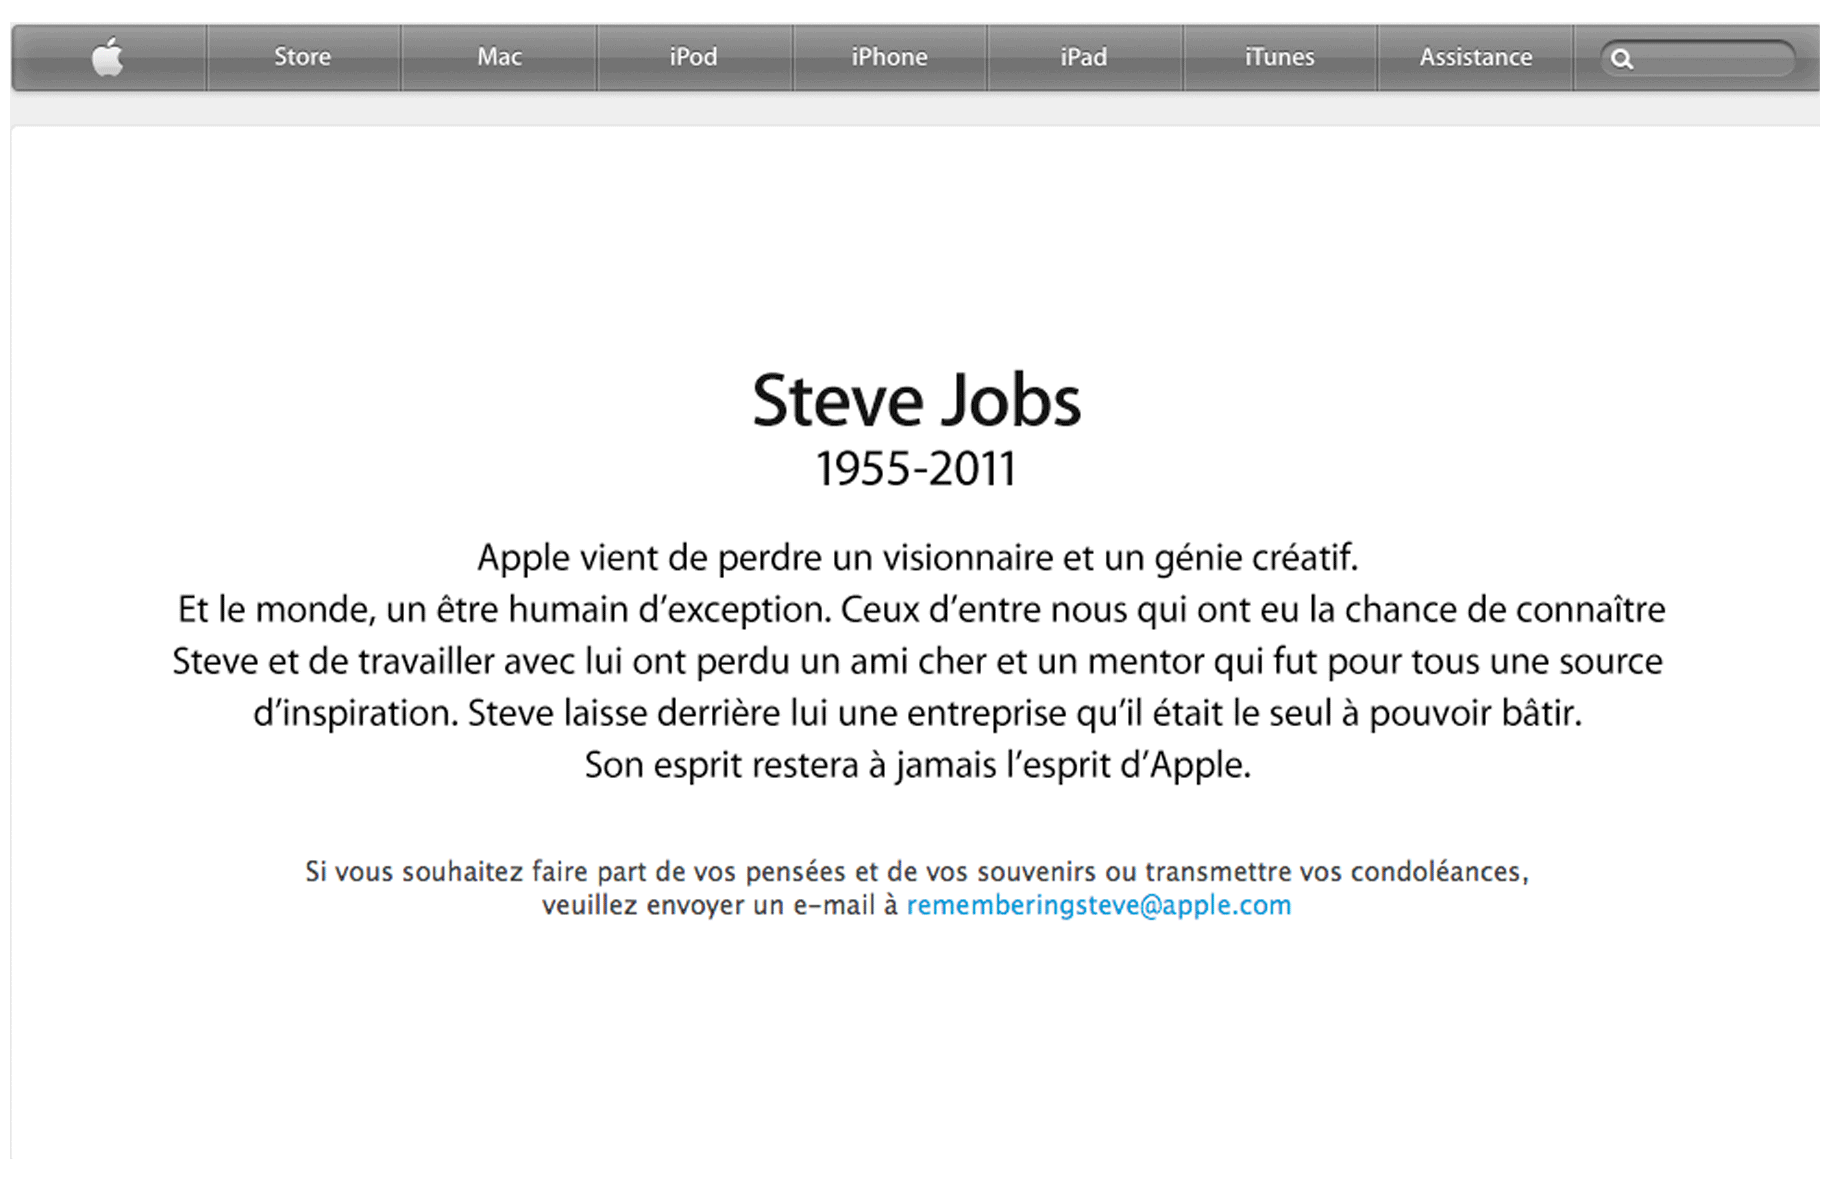 Store Mac iPod iPhone iPad iTunes Assistance
Steve Jobs
1955-2011
Apple vient de perdre un visionnaire et un génie créatif.
Et le monde, un être humain d’exception. Ceux d’entre nous qui ont eu la chance de connaître
Steve et de travailler avec lui ont perdu un ami cher et un mentor qui fut pour tous une source
d’inspiration. Steve laisse derrière lui une entreprise qu’il était le seul à pouvoir bâtir.
Son esprit restera à jamais l’esprit d’Apple.
Si vous souhaitez faire part de vos pensées et de vos souvenirs ou transmettre vos condoléances,
veuillez envoyer un e-mail à rememberingsteve@apple.com